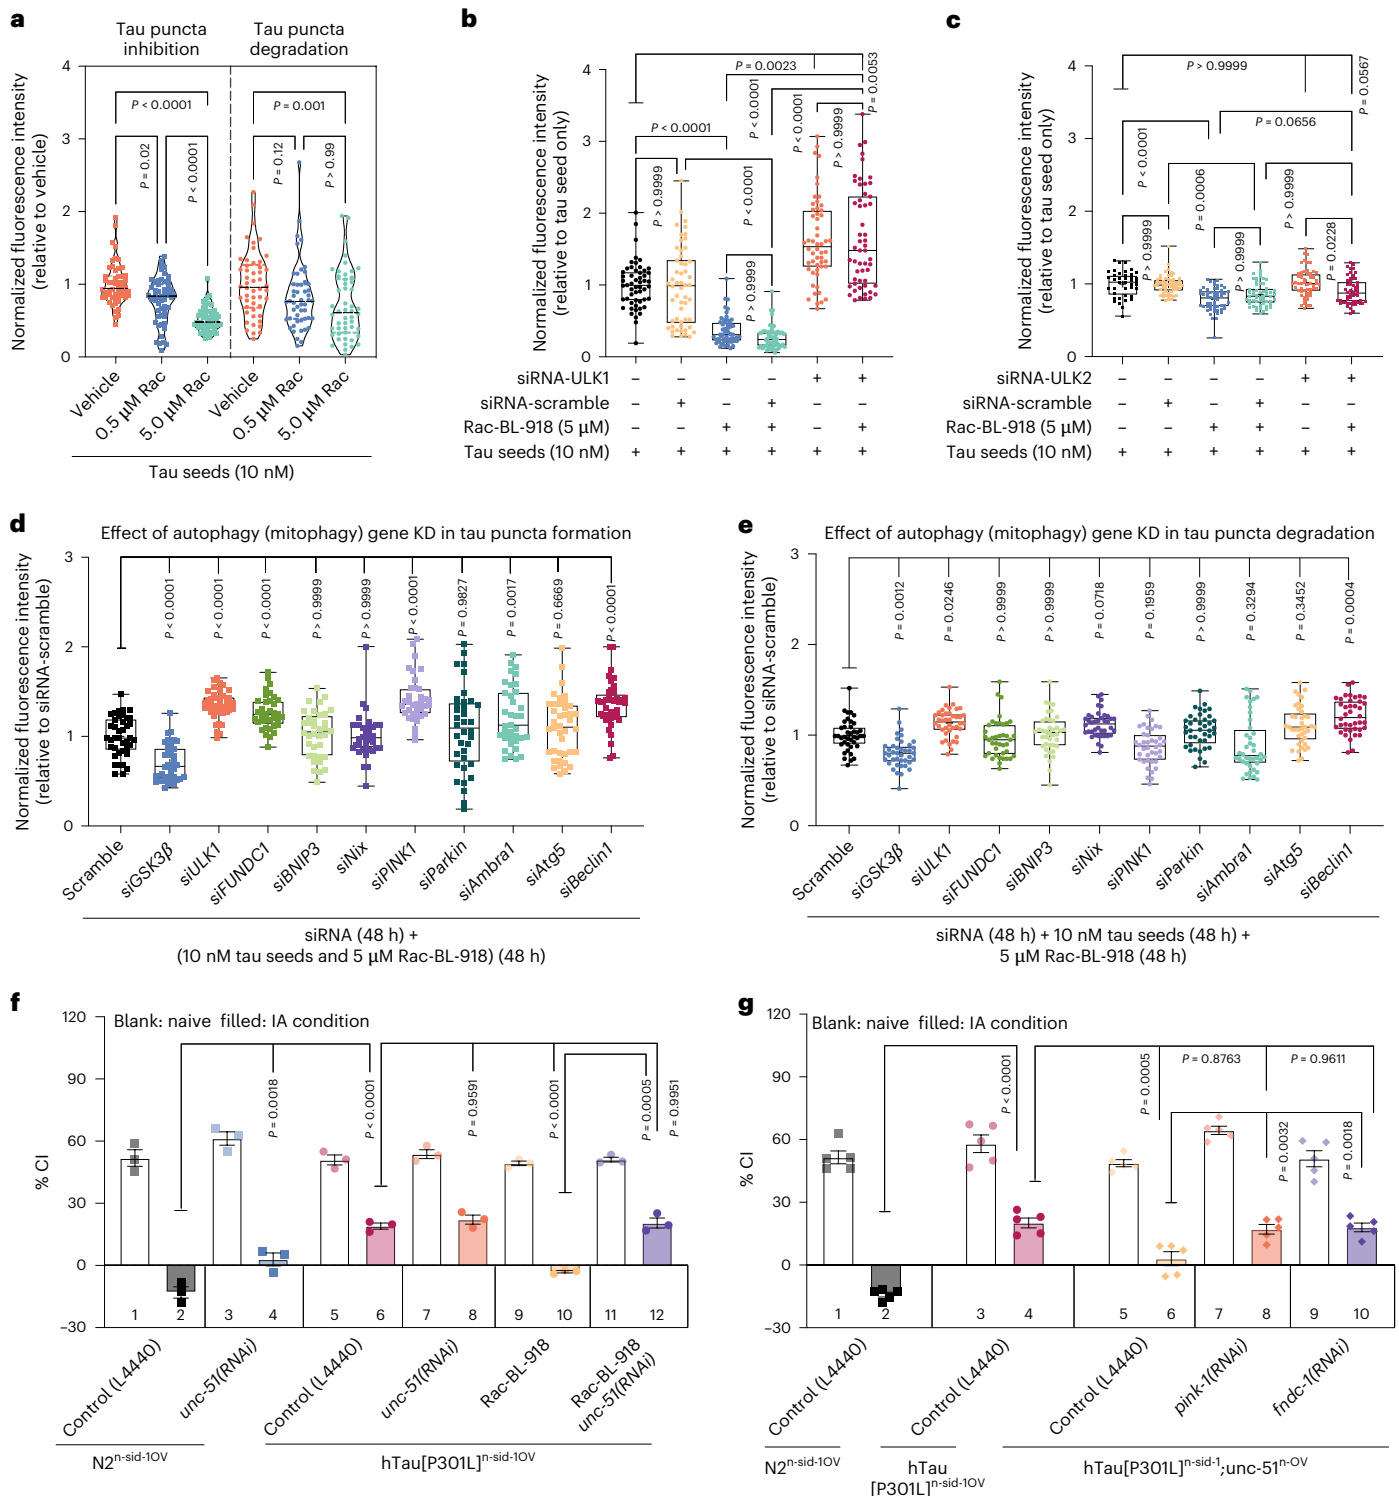 a
Tau puncta inhibition
Tau puncta degradation
Normalized fluorescence intensity
(relative to vehicle)
4
3
2
1
0
P < 0.0001
P = 0.02
P < 0.0001
P = 0.001
P = 0.12
P > 0.99
Vehicle
0.5 µM Rac
5.0 µM Rac
Vehicle
0.5 µM Rac
5.0 µM Rac
Tau seeds (10 nM)
b
Normalized fluorescence intensity
(relative to tau seed only)
4
3
2
1
0
P = 0.0023
P = 0.0053
P < 0.0001
P < 0.0001
P < 0.0001
P > 0.9999
P > 0.9999
P < 0.0001
P > 0.9999
siRNA-ULK1 – – – – + +
siRNA-scramble – + – + – –
Rac-BL-918 (5 µM) – – + + – +
Tau seeds (10 nM) + + + + + +
c
Normalized fluorescence intensity
(relative to tau seed only)
4
3
2
1
0
P > 0.9999
P = 0.0567
P = 0.0656
P < 0.0001
P = 0.0006
P > 0.9999
P > 0.9999
P > 0.9999
P = 0.0228
siRNA-ULK2 – – – – + +
siRNA-scramble – + – + – –
Rac-BL-918 (5 µM) – – + + – +
Tau seeds (10 nM) + + + + + +
d
Effect of autophagy (mitophagy) gene KD in tau puncta formation
Normalized fluorescence intensity
(relative to siRNA-scramble)
3
2
1
0
P < 0.0001
P < 0.0001
P < 0.0001
P > 0.9999
P > 0.9999
P < 0.0001
P = 0.9827
P = 0.0017
P = 0.6669
P < 0.0001
Scramble
siGSK3β
siULK1
siFUNDC1
siBNIP3
siNix
siPINK1
siParkin
siAmbra1
siAtg5
siBeclin1
siRNA (48 h) +
(10 nM tau seeds and 5 µM Rac-BL-918) (48 h)
e
Effect of autophagy (mitophagy) gene KD in tau puncta degradation
Normalized fluorescence intensity
(relative to siRNA-scramble)
3
2
1
0
P = 0.0012
P = 0.0246
P > 0.9999
P > 0.9999
P = 0.0718
P = 0.1959
P > 0.9999
P = 0.3294
P = 0.3452
P = 0.0004
Scramble
siGSK3β
siULK1
siFUNDC1
siBNIP3
siNix
siPINK1
siParkin
siAmbra1
siAtg5
siBeclin1
siRNA (48 h) + 10 nM tau seeds (48 h) +
5 µM Rac-BL-918 (48 h)
f
Blank: naive filled: IA condition
% CI
120
90
60
30
0
–30
P = 0.0018
P < 0.0001
P = 0.9591
P < 0.0001
P = 0.0005
P = 0.9951
1 2 3 4 5 6 7 8 9 10 11 12
Control (L4440)
unc-51(RNAi)
Control (L4440)
unc-51(RNAi)
Rac-BL-918
Rac-BL-918
unc-51(RNAi)
N2n-sid-1OV
hTau[P301L]n-sid-1OV
g
Blank: naive filled: IA condition
% CI
120
90
60
30
0
–30
P < 0.0001
P = 0.0005
P = 0.8763
P = 0.9611
P = 0.0032
P = 0.0018
1 2 3 4 5 6 7 8 9 10
Control (L4440)
Control (L4440)
Control (L4440)
pink-1(RNAi)
fndc-1(RNAi)
N2n-sid-1OV
hTau
[P301L]n-sid-1OV
hTau[P301L]n-sid-1;unc-51n-OV